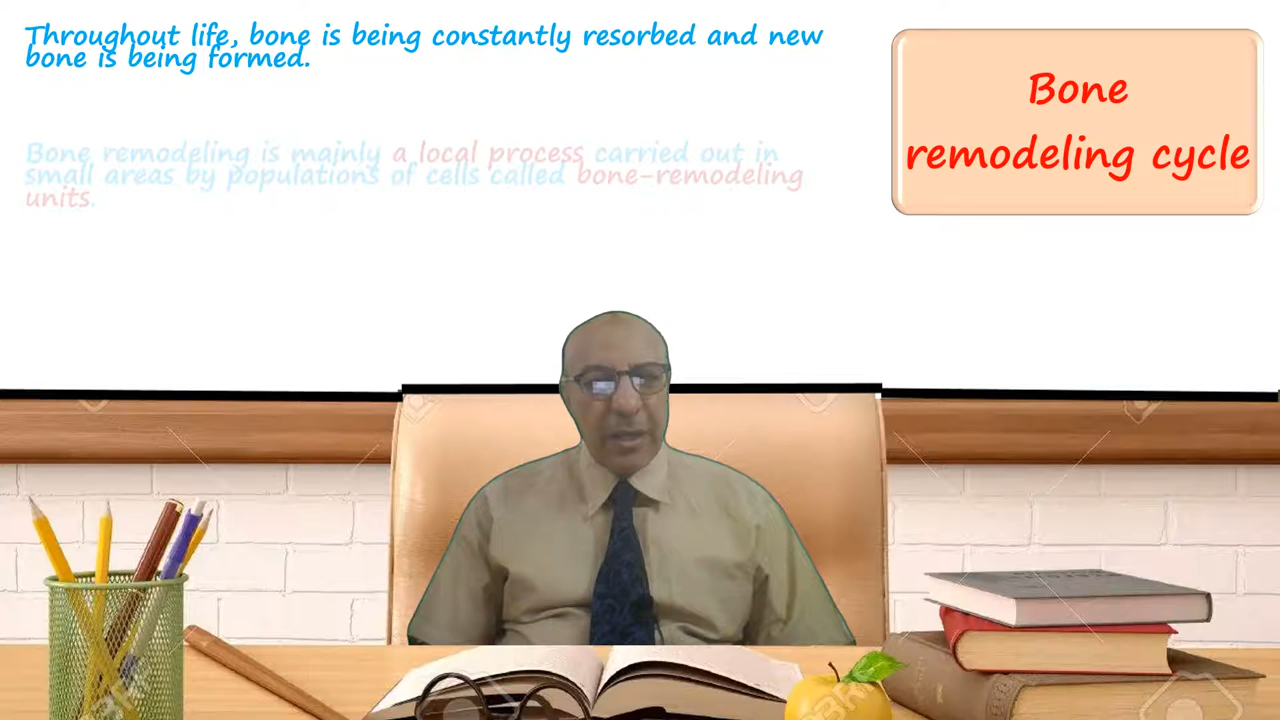 Throughout life, bone is being constantly resorbed and new
bone is being formed.
Bone remodeling is mainly a local process carried out in
small areas by populations of cells called bone-remodeling
units.
Bone
remodeling cycle